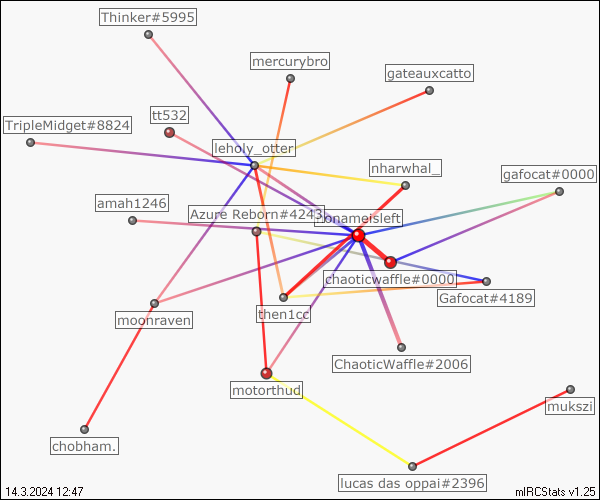 Thinker#5995
mercurybro
gateauxcatto
tt532
TripleMidget#8824
leholy_otter
nharwhal_
gafocat#0000
amah1246
Azure Reborn#4243
nonameisleft
chaoticwaffle#0000
Gafocat#4189
then1cc
moonraven
ChaoticWaffle#2006
motorthud
mukszi
chobham.
lucas das oppai#2396
14.3.2024 12:47
mIRCStats v1.25